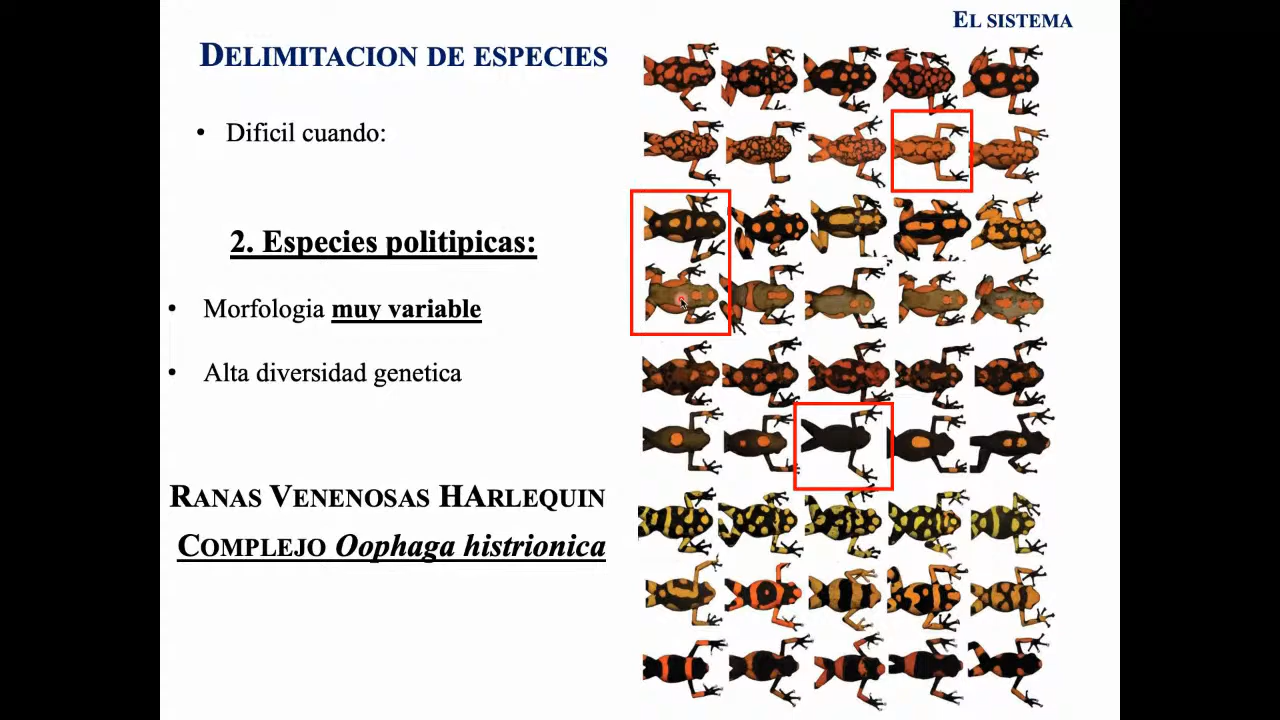 EL SISTEMA
DELIMITACION DE ESPECIES
• Dificil cuando:
2. Especies politipicas:
• Morfologia muy variable
• Alta diversidad genetica
RANAS VENENOSAS HARLEQUIN
COMPLEJO Oophaga histrionica